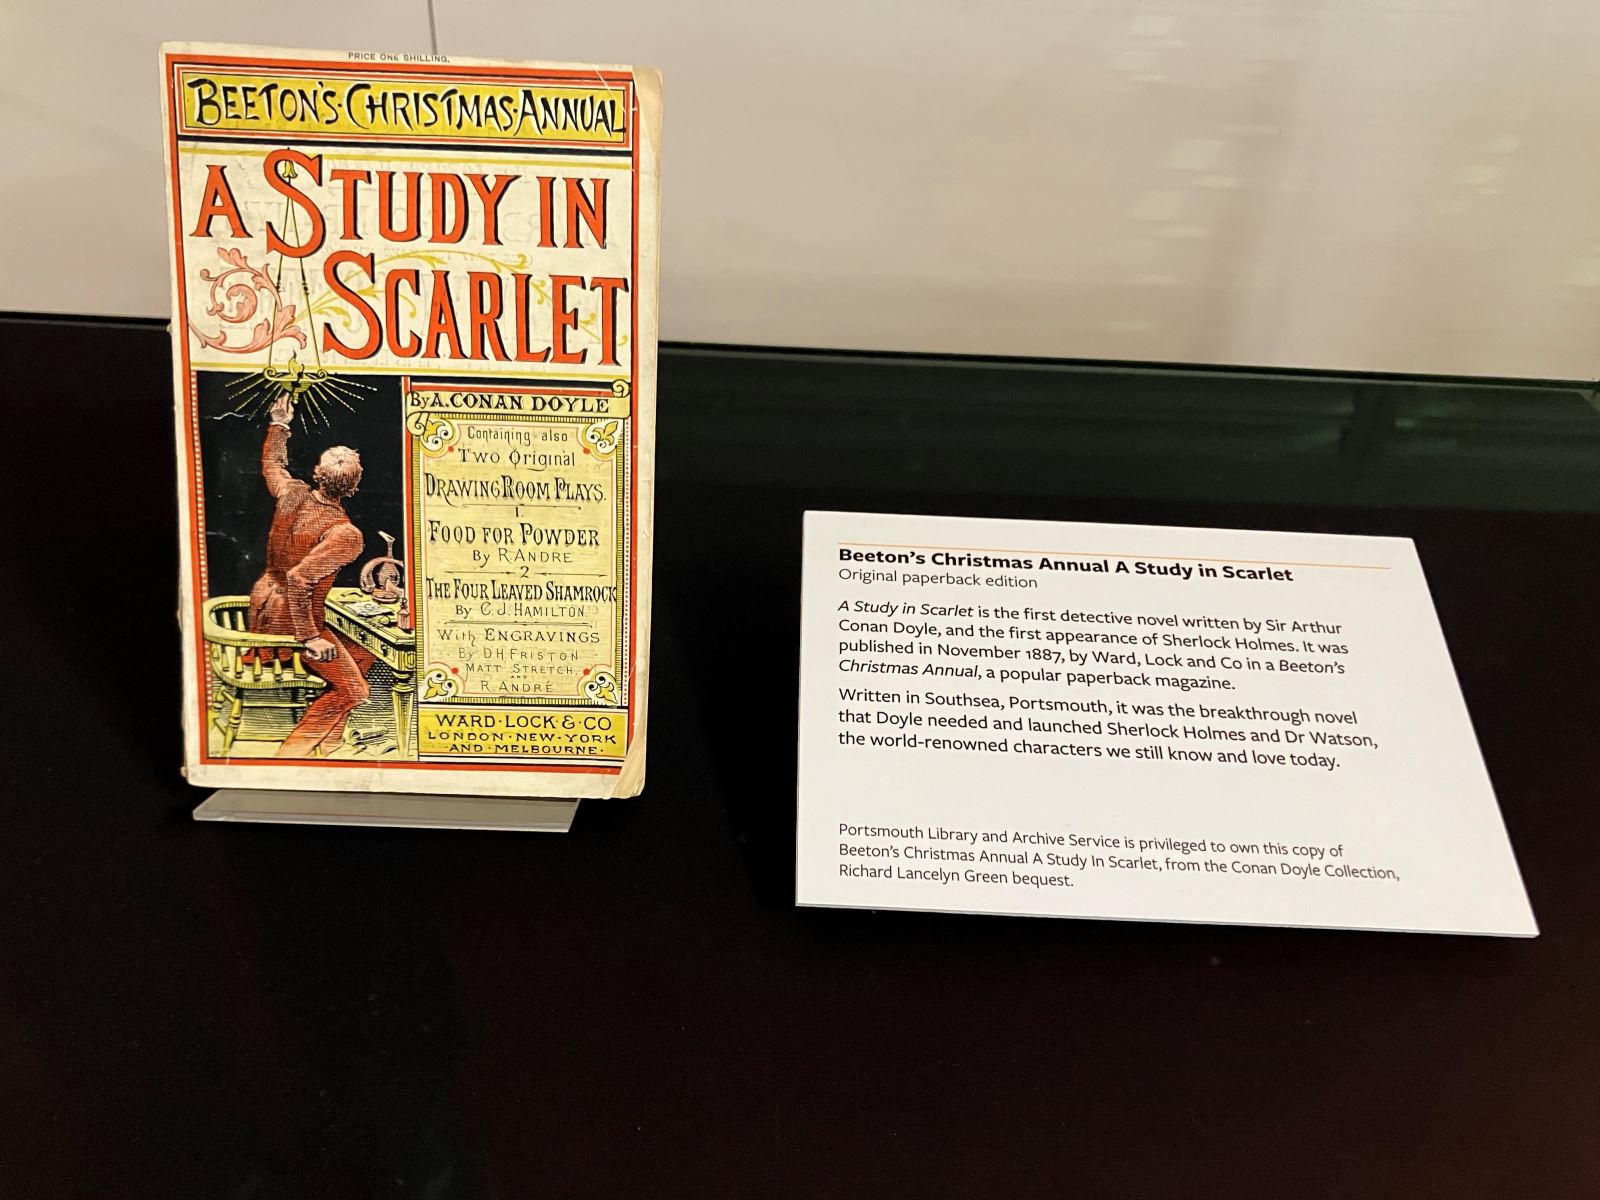 PRICE ONE SHILLING.
BEETON'S·CHRISTMAS·ANNUAL
A STUDY IN
SCARLET
By A. CONAN DOYLE
Containing also
Two Original
DRAWING ROOM PLAYS.
1.
FOOD FOR POWDER
By R. ANDRE
2
THE FOUR LEAVED SHAMROCK
By C. J. HAMILTON
With ENGRAVINGS
By D.H. FRISTON
MATT STRETCH,
AND
R. ANDRÉ
WARD·LOCK·&·CO
LONDON·NEW·YORK
AND·MELBOURNE·
Beeton's Christmas Annual A Study in Scarlet
Original paperback edition
A Study in Scarlet is the first detective novel written by Sir Arthur
Conan Doyle, and the first appearance of Sherlock Holmes. It was
published in November 1887, by Ward, Lock and Co in a Beeton's
Christmas Annual, a popular paperback magazine.
Written in Southsea, Portsmouth, it was the breakthrough novel
that Doyle needed and launched Sherlock Holmes and Dr Watson,
the world-renowned characters we still know and love today.
Portsmouth Library and Archive Service is privileged to own this copy of
Beeton's Christmas Annual A Study In Scarlet, from the Conan Doyle Collection,
Richard Lancelyn Green bequest.